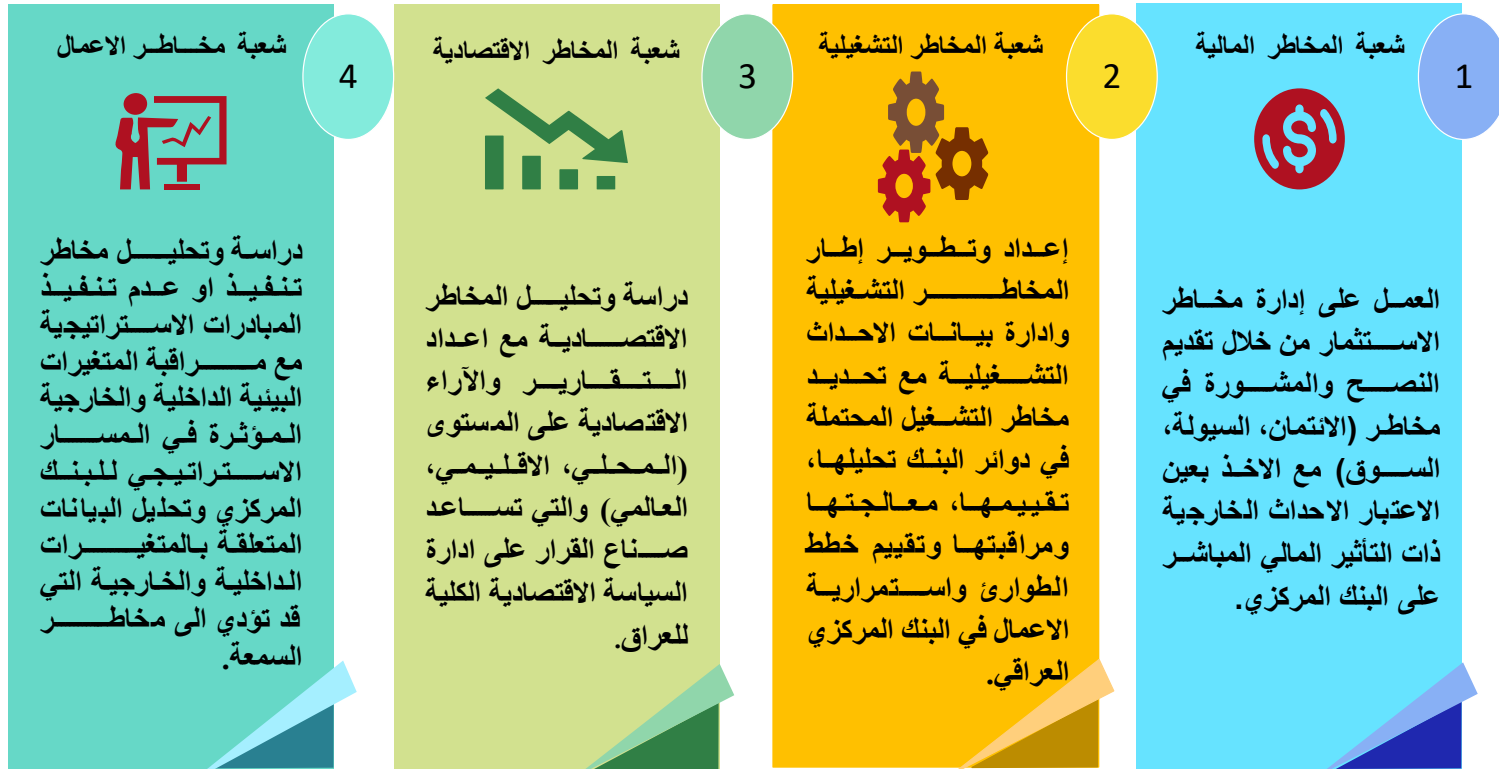 1
شعبة المخاطر المالية
العمل على إدارة مخاطر
الاستثمار من خلال تقديم
النصح والمشورة في
مخاطر (الائتمان، السيولة،
السوق) مع الاخذ بعين
الاعتبار الاحداث الخارجية
ذات التأثير المالي المباشر
على البنك المركزي.
2
شعبة المخاطر التشغيلية
إعداد وتطوير إطار
المخاطر التشغيلية
وادارة بيانات الاحداث
التشغيلية مع تحديد
مخاطر التشغيل المحتملة
في دوائر البنك تحليلها،
تقييمها، معالجتها
ومراقبتها وتقييم خطط
الطوارئ واستمرارية
الاعمال في البنك المركزي
العراقي.
3
شعبة المخاطر الاقتصادية
دراسة وتحليل المخاطر
الاقتصادية مع اعداد
التقارير والآراء
الاقتصادية على المستوى
(المحلي، الاقليمي،
العالمي) والتي تساعد
صناع القرار على ادارة
السياسة الاقتصادية الكلية
للعراق.
4
شعبة مخاطر الاعمال
دراسة وتحليل مخاطر
تنفيذ او عدم تنفيذ
المبادرات الاستراتيجية
مع مراقبة المتغيرات
البيئية الداخلية والخارجية
المؤثرة في المسار
الاستراتيجي للبنك
المركزي وتحليل البيانات
المتعلقة بالمتغيرات
الداخلية والخارجية التي
قد تؤدي الى مخاطر
السمعة.